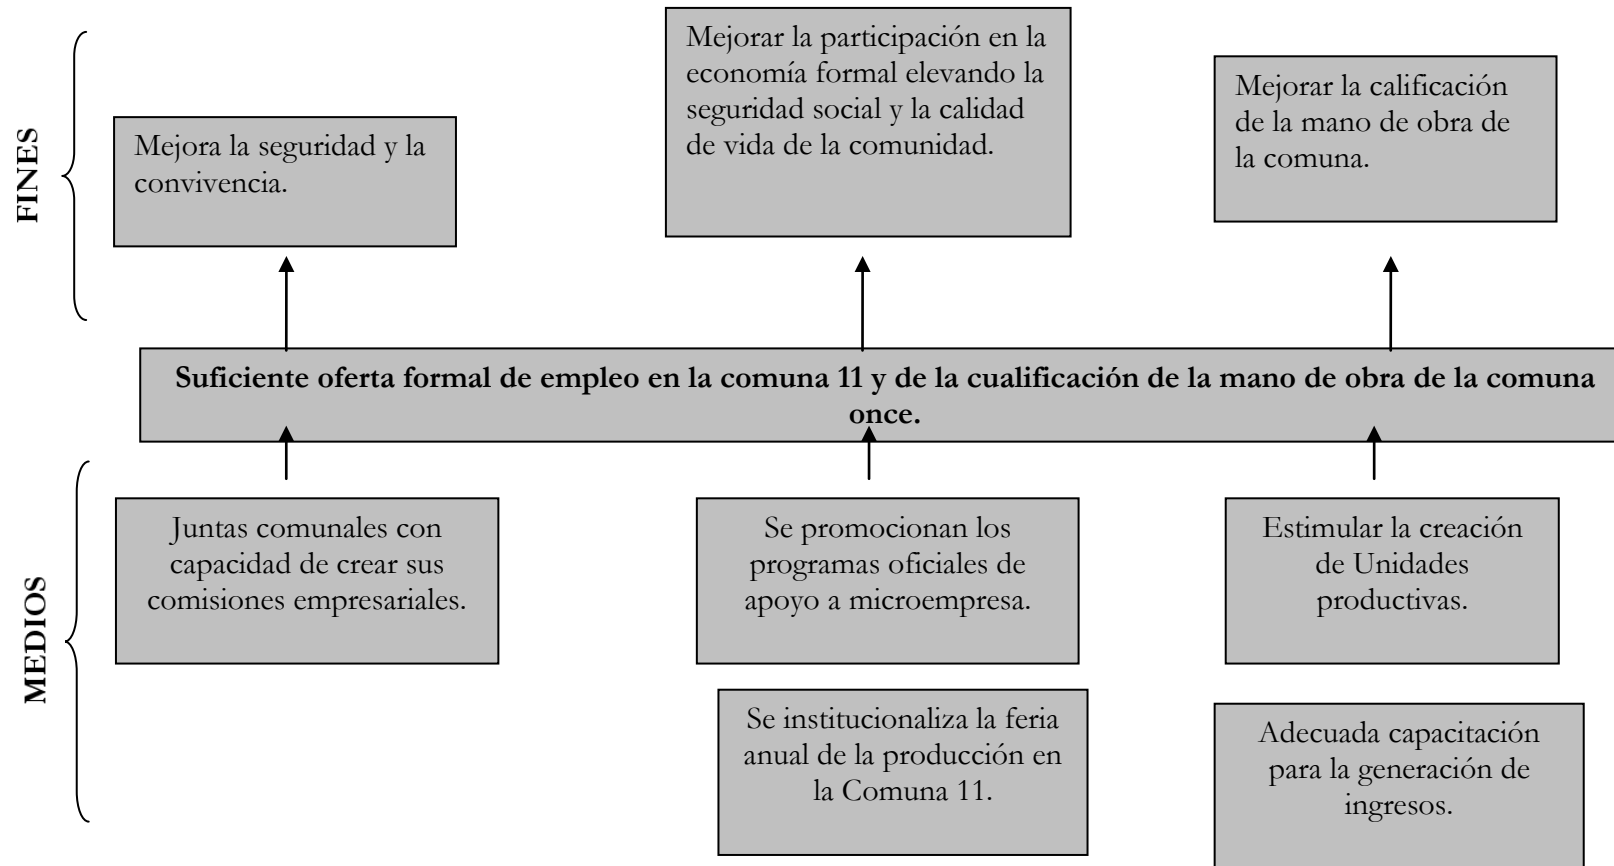 FINES
Mejora la seguridad y la
convivencia.
Mejorar la participación en la
economía formal elevando la
seguridad social y la calidad
de vida de la comunidad.
Mejorar la calificación
de la mano de obra de
la comuna.
Suficiente oferta formal de empleo en la comuna 11 y de la cualificación de la mano de obra de la comuna
once.
MEDIOS
Juntas comunales con
capacidad de crear sus
comisiones empresariales.
Se promocionan los
programas oficiales de
apoyo a microempresa.
Estimular la creación
de Unidades
productivas.
Se institucionaliza la feria
anual de la producción en
la Comuna 11.
Adecuada capacitación
para la generación de
ingresos.